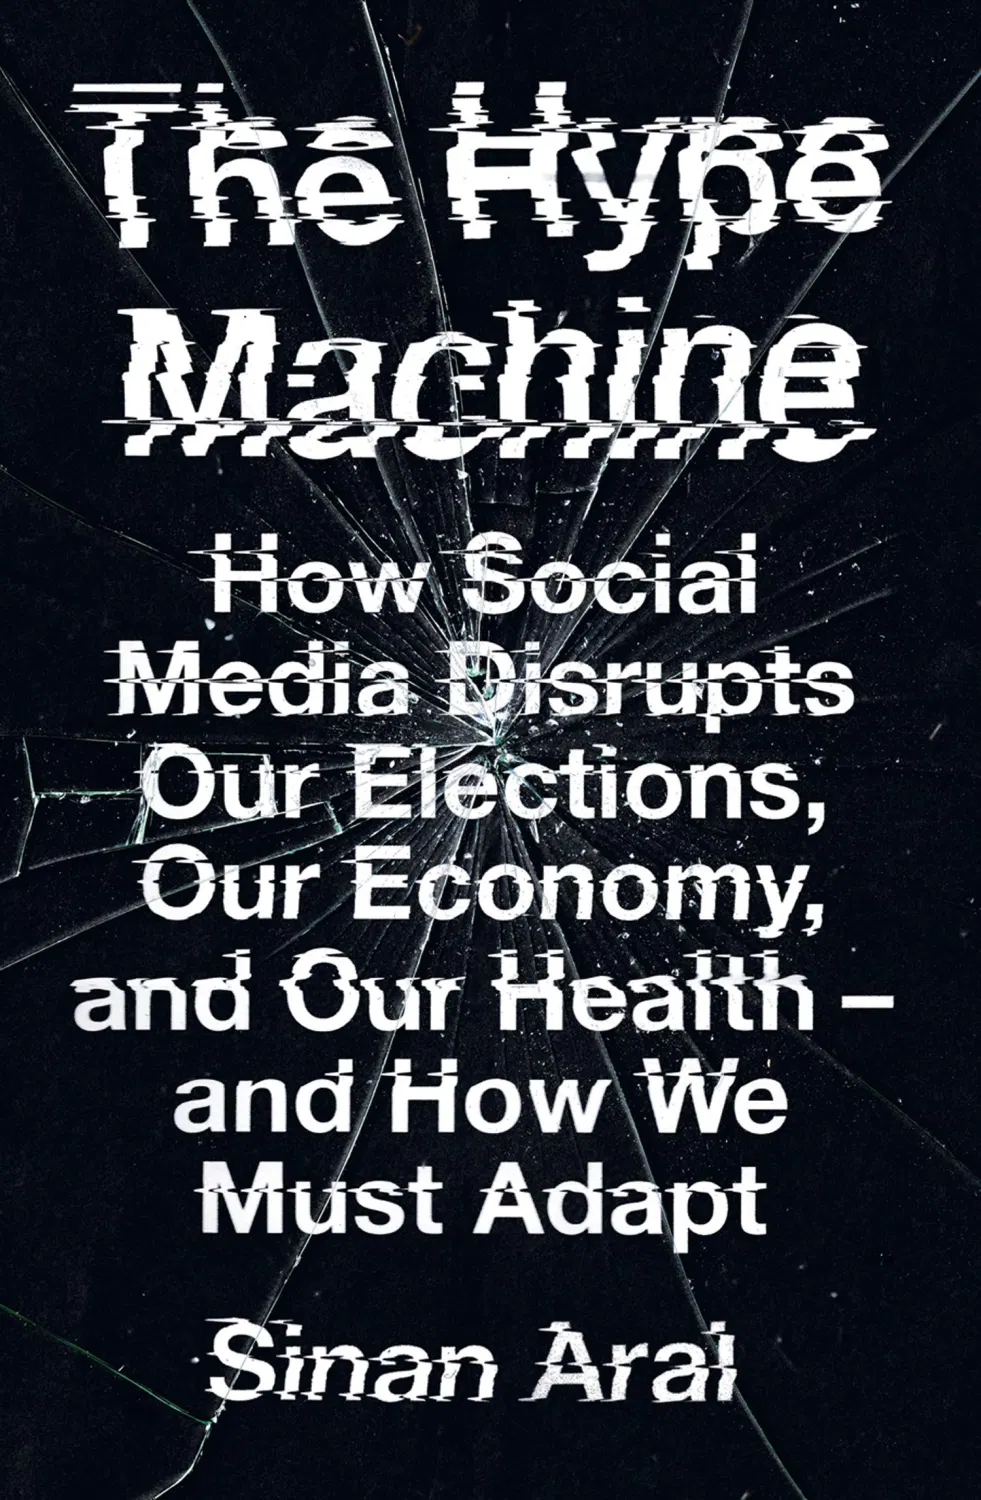 The Hype
Machine
How Social
Media Disrupts
Our Elections,
Our Economy,
and Our Health –
and How We
Must Adapt
Sinan Aral